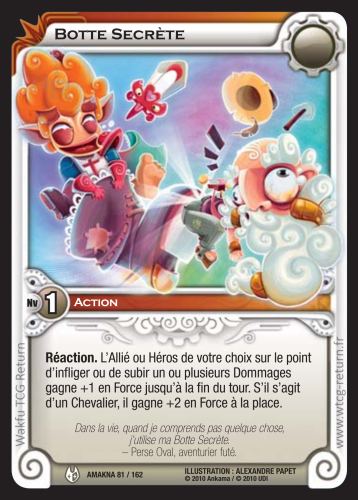 Botte Secrète
Nv 1 Action
Réaction. L'Allié ou Héros de votre choix sur le point
d'infliger ou de subir un ou plusieurs Dommages
gagne +1 en Force jusqu'à la fin du tour. S'il s'agit
d'un Chevalier, il gagne +2 en Force à la place.
Dans la vie, quand je comprends pas quelque chose,
j'utilise ma Botte Secrète.
– Perse Oval, aventurier futé.
AMAKNA 81 / 162
ILLUSTRATION : ALEXANDRE PAPET
© 2010 Ankama / © 2010 UDI
Wakfu TCG Return
www.wtcg-return.fr